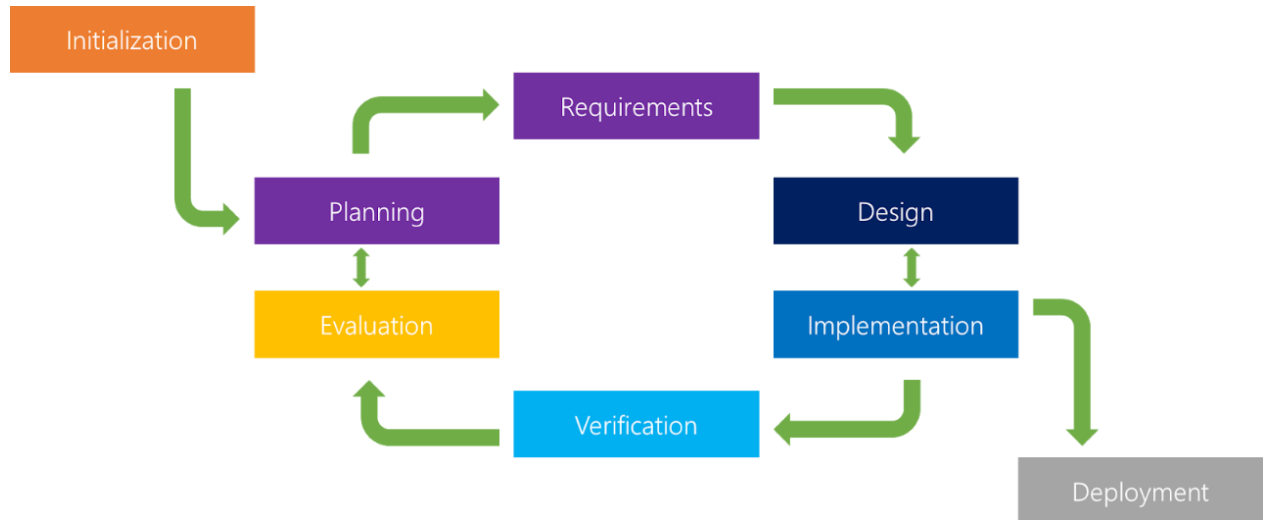 Initialization
Requirements
Planning
Design
Evaluation
Implementation
Verification
Deployment